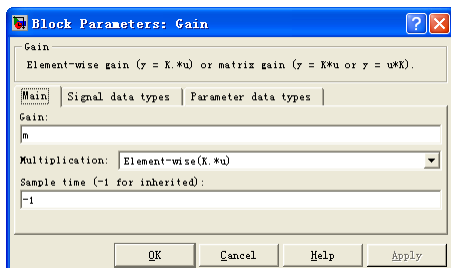 Block Parameters: Gain
Gain
Element-wise gain (y = K.*u) or matrix gain (y = K*u or y = u*K).
Main Signal data types Parameter data types
Gain:
m
Multiplication: Element-wise(K.*u)
Sample time (-1 for inherited):
-1
OK Cancel Help Apply